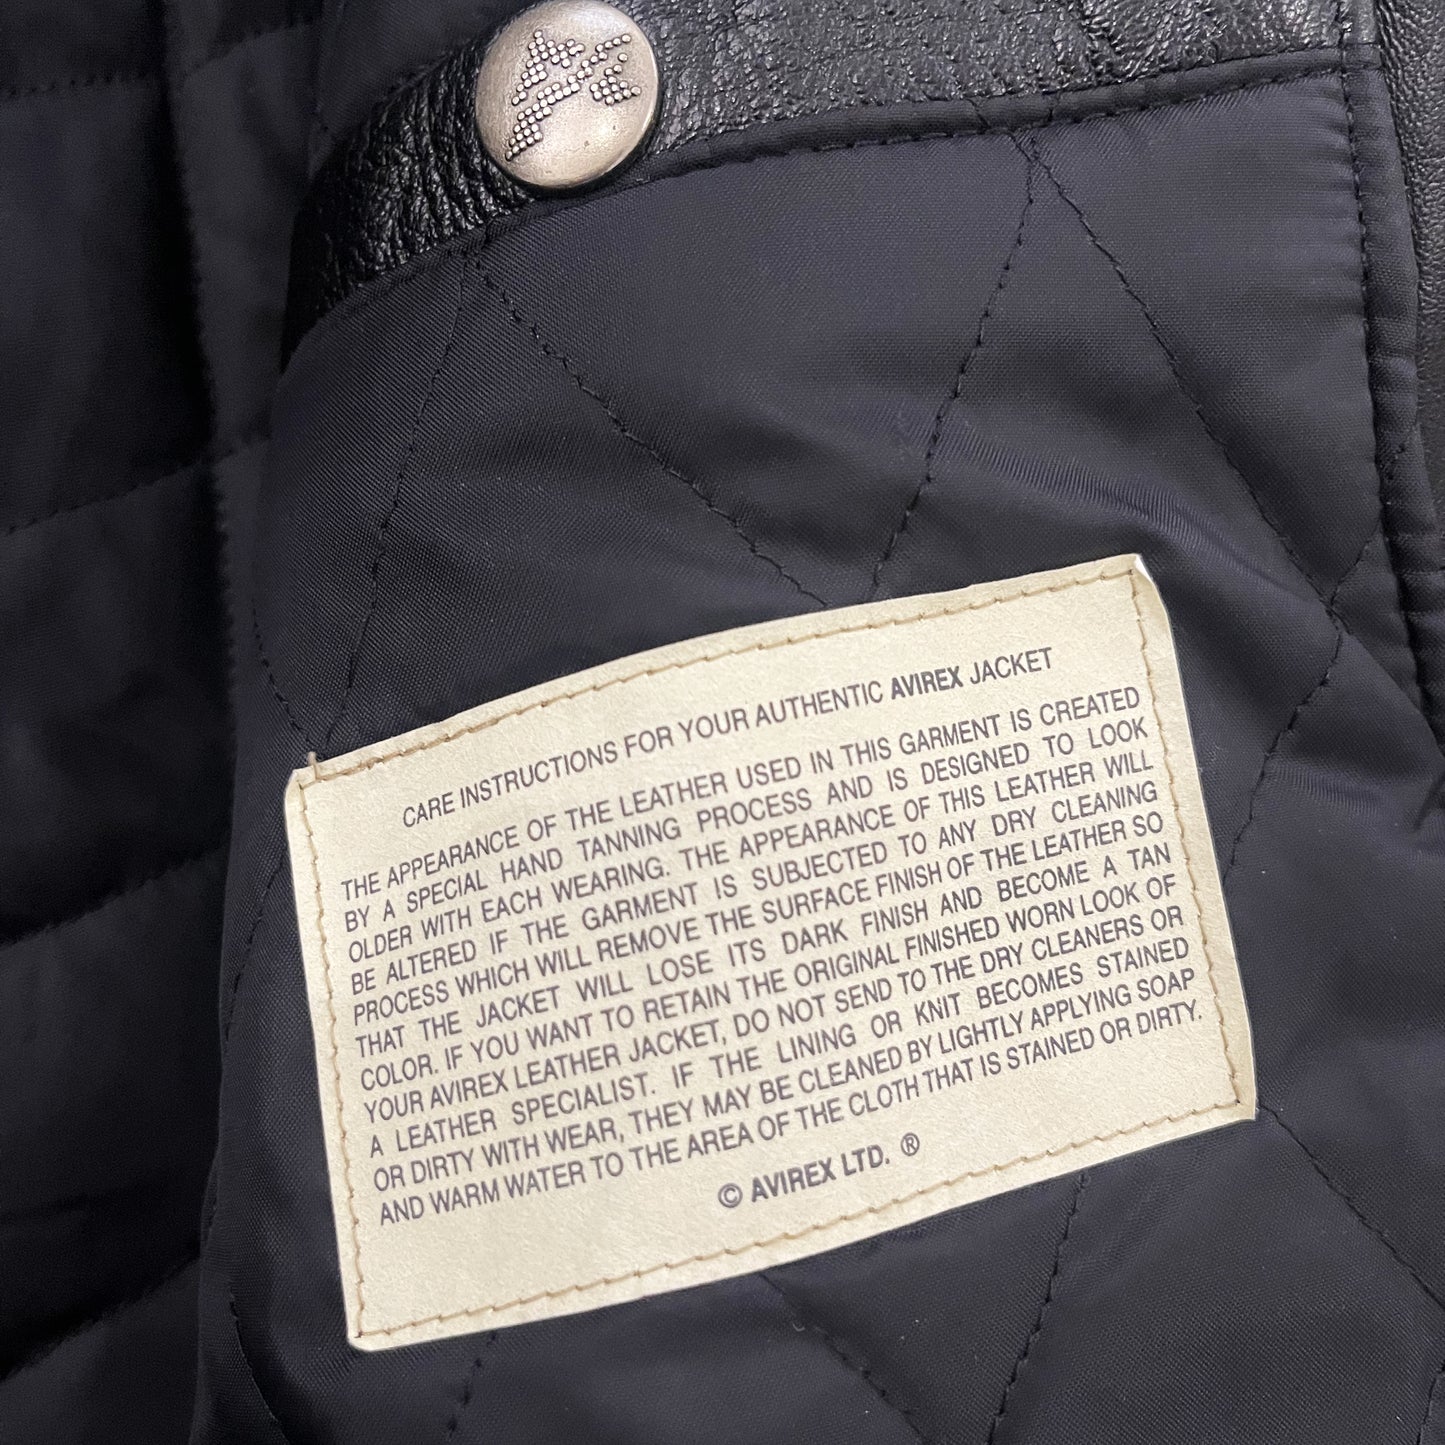 CARE INSTRUCTIONS FOR YOUR AUTHENTIC AVIREX JACKET
THE APPEARANCE OF THE LEATHER USED IN THIS GARMENT IS CREATED
BY A SPECIAL HAND TANNING PROCESS AND IS DESIGNED TO LOOK
OLDER WITH EACH WEARING. THE APPEARANCE OF THIS LEATHER WILL
BE ALTERED IF THE GARMENT IS SUBJECTED TO ANY DRY CLEANING
PROCESS WHICH WILL REMOVE THE SURFACE FINISH OF THE LEATHER SO
THAT THE JACKET WILL LOSE ITS DARK FINISH AND BECOME A TAN
COLOR. IF YOU WANT TO RETAIN THE ORIGINAL FINISHED WORN LOOK OF
YOUR AVIREX LEATHER JACKET, DO NOT SEND TO THE DRY CLEANERS OR
A LEATHER SPECIALIST. IF THE LINING OR KNIT BECOMES STAINED
OR DIRTY WITH WEAR, THEY MAY BE CLEANED BY LIGHTLY APPLYING SOAP
AND WARM WATER TO THE AREA OF THE CLOTH THAT IS STAINED OR DIRTY.
© AVIREX LTD. ®